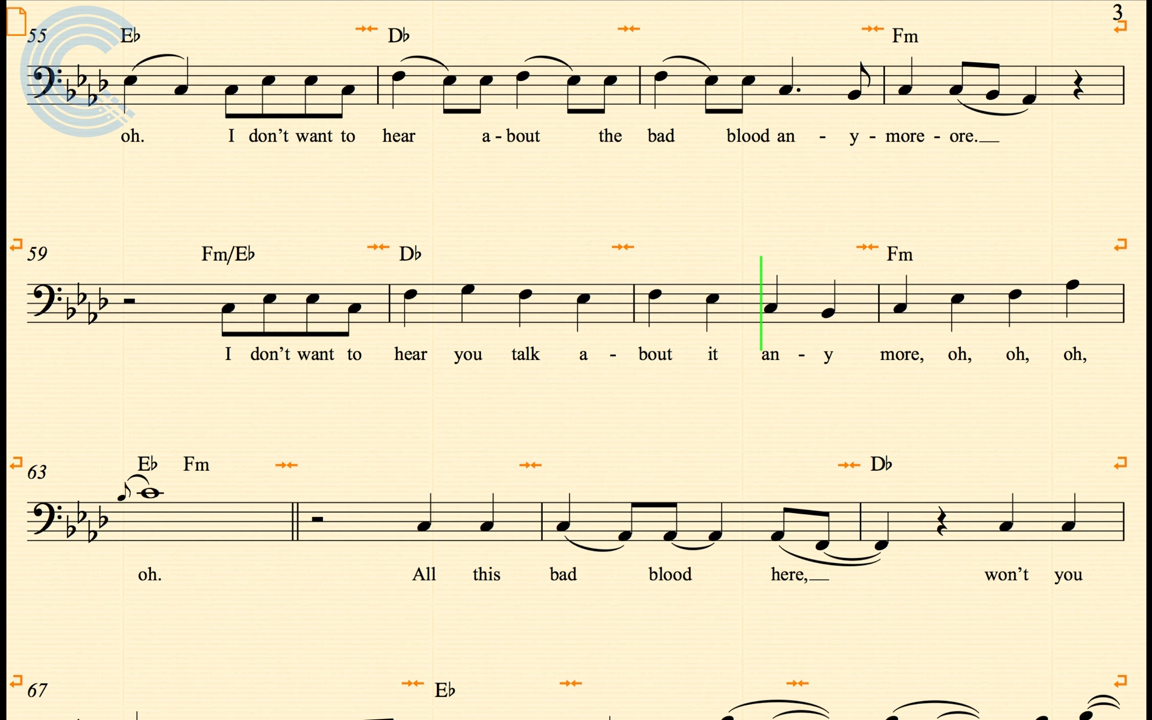 3
55 E♭ D♭ Fm
oh. I don't want to hear a - bout the bad blood an - y - more - ore.
59 Fm/E♭ D♭ Fm
I don't want to hear you talk a - bout it an - y more, oh, oh, oh,
63 E♭ Fm D♭
oh. All this bad blood here, won't you
67 E♭